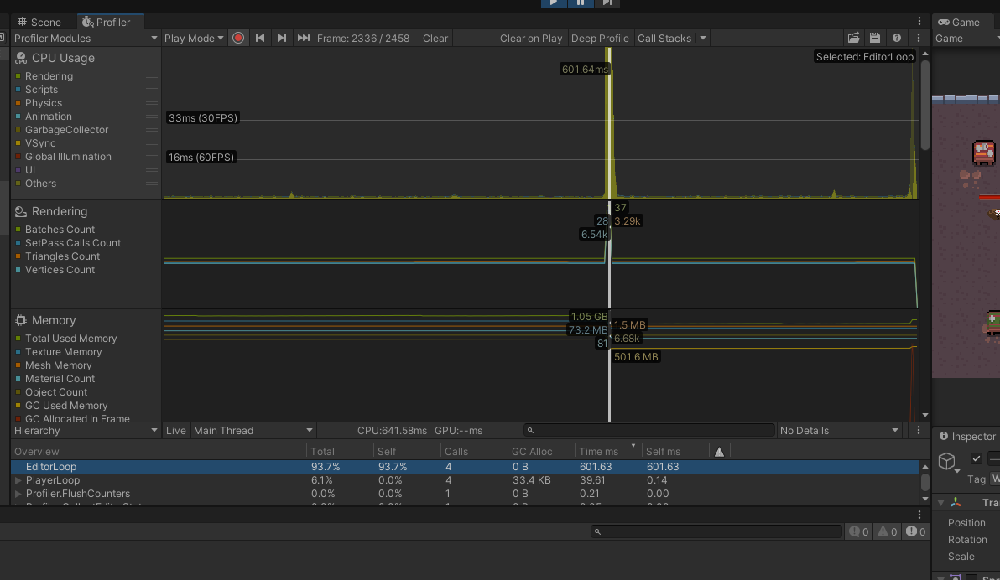 Scene
Profiler
Game
Profiler Modules
Play Mode
Frame: 2336 / 2458
Clear
Clear on Play
Deep Profile
Call Stacks
Game
CPU Usage
CPU
Rendering
Scripts
Physics
Animation
GarbageCollector
VSync
Global Illumination
UI
Others
Selected: EditorLoop
601.64ms
33ms (30FPS)
16ms (60FPS)
Rendering
Batches Count
SetPass Calls Count
Triangles Count
Vertices Count
37
28
3.29k
6.54k
Memory
Total Used Memory
Texture Memory
Mesh Memory
Material Count
Object Count
GC Used Memory
GC Allocated In Frame
1.05 GB
1.5 MB
73.2 MB
6.68k
81
501.6 MB
Hierarchy
Live
Main Thread
CPU:641.58ms GPU:--ms
No Details
Overview Total Self Calls GC Alloc Time ms Self ms
EditorLoop 93.7% 93.7% 4 0 B 601.63 601.63
PlayerLoop 6.1% 0.0% 4 33.4 KB 39.61 0.14
Profiler.FlushCounters 0.0% 0.0% 1 0 B 0.21 0.00
0
0
0
Inspector
Tag
Position
Rotation
Scale